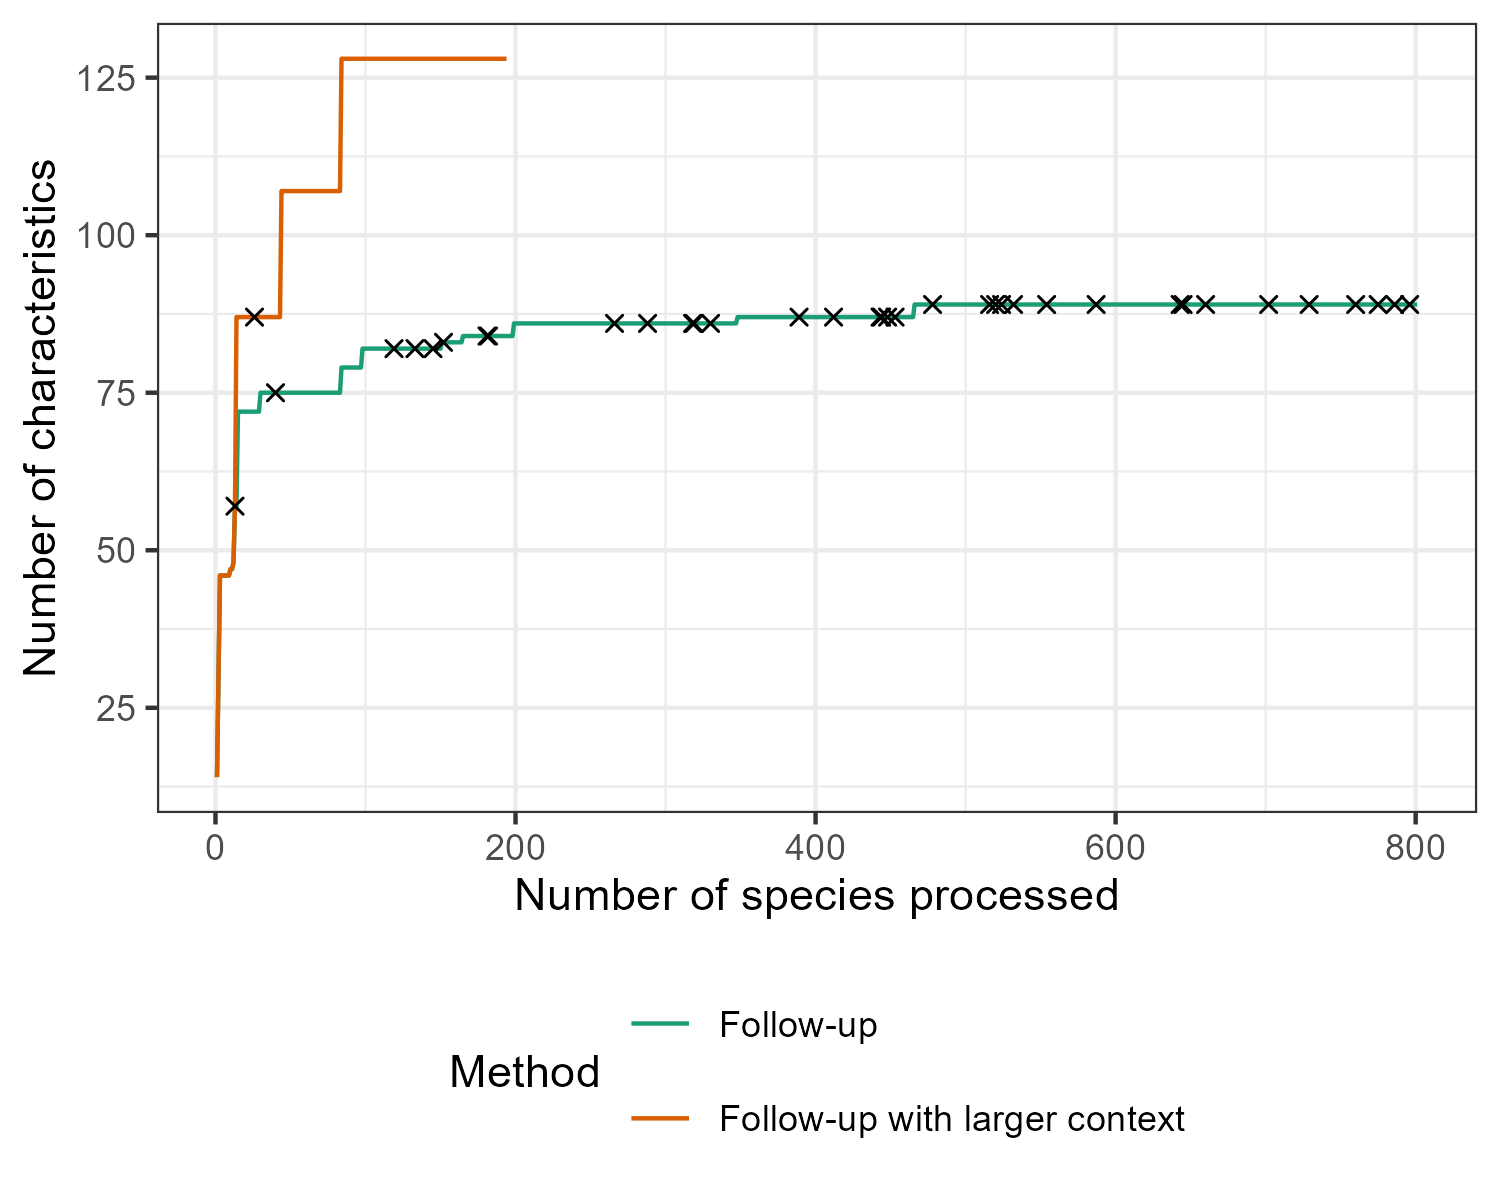 125
100
75
50
25
Number of characteristics
0 200 400 600 800
Number of species processed
Method
Follow-up
Follow-up with larger context